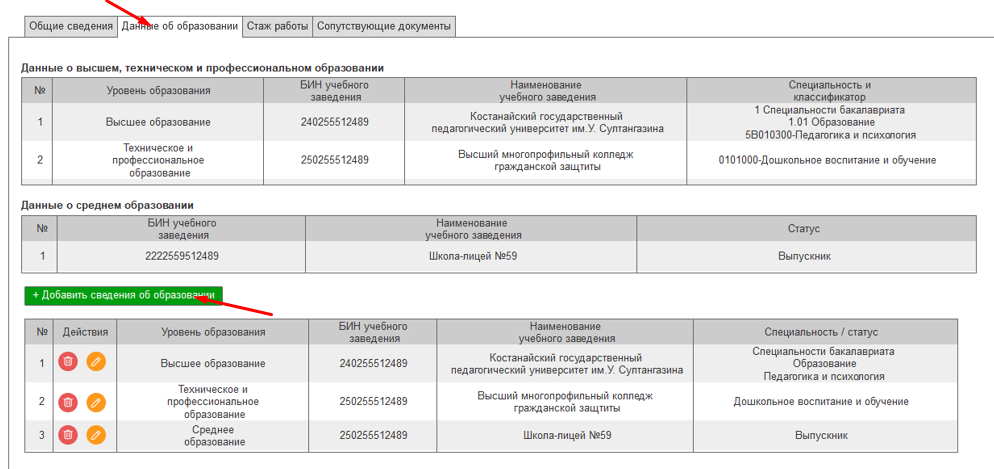 Общие сведения Данные об образовании Стаж работы Сопутствующие документы
Данные о высшем, техническом и профессиональном образовании
№ Уровень образования БИН учебного заведения Наименование учебного заведения Специальность и классификатор
1 Высшее образование 240255512489 Костанайский государственный педагогический университет им.У. Султангазина 1 Специальности бакалавриата 1.01 Образование 5В010300-Педагогика и психология
2 Техническое и профессиональное образование 250255512489 Высший многопрофильный колледж гражданской защтиты 0101000-Дошкольное воспитание и обучение
Данные о среднем образовании
№ БИН учебного заведения Наименование учебного заведения Статус
1 2222559512489 Школа-лицей №59 Выпускник
+ Добавить сведения об образовании
№ Действия Уровень образования БИН учебного заведения Наименование учебного заведения Специальность / статус
1 Высшее образование 240255512489 Костанайский государственный педагогический университет им.У. Султангазина Специальности бакалавриата Образование Педагогика и психология
2 Техническое и профессиональное образование 250255512489 Высший многопрофильный колледж гражданской защтиты Дошкольное воспитание и обучение
3 Среднее образование 250255512489 Школа-лицей №59 Выпускник